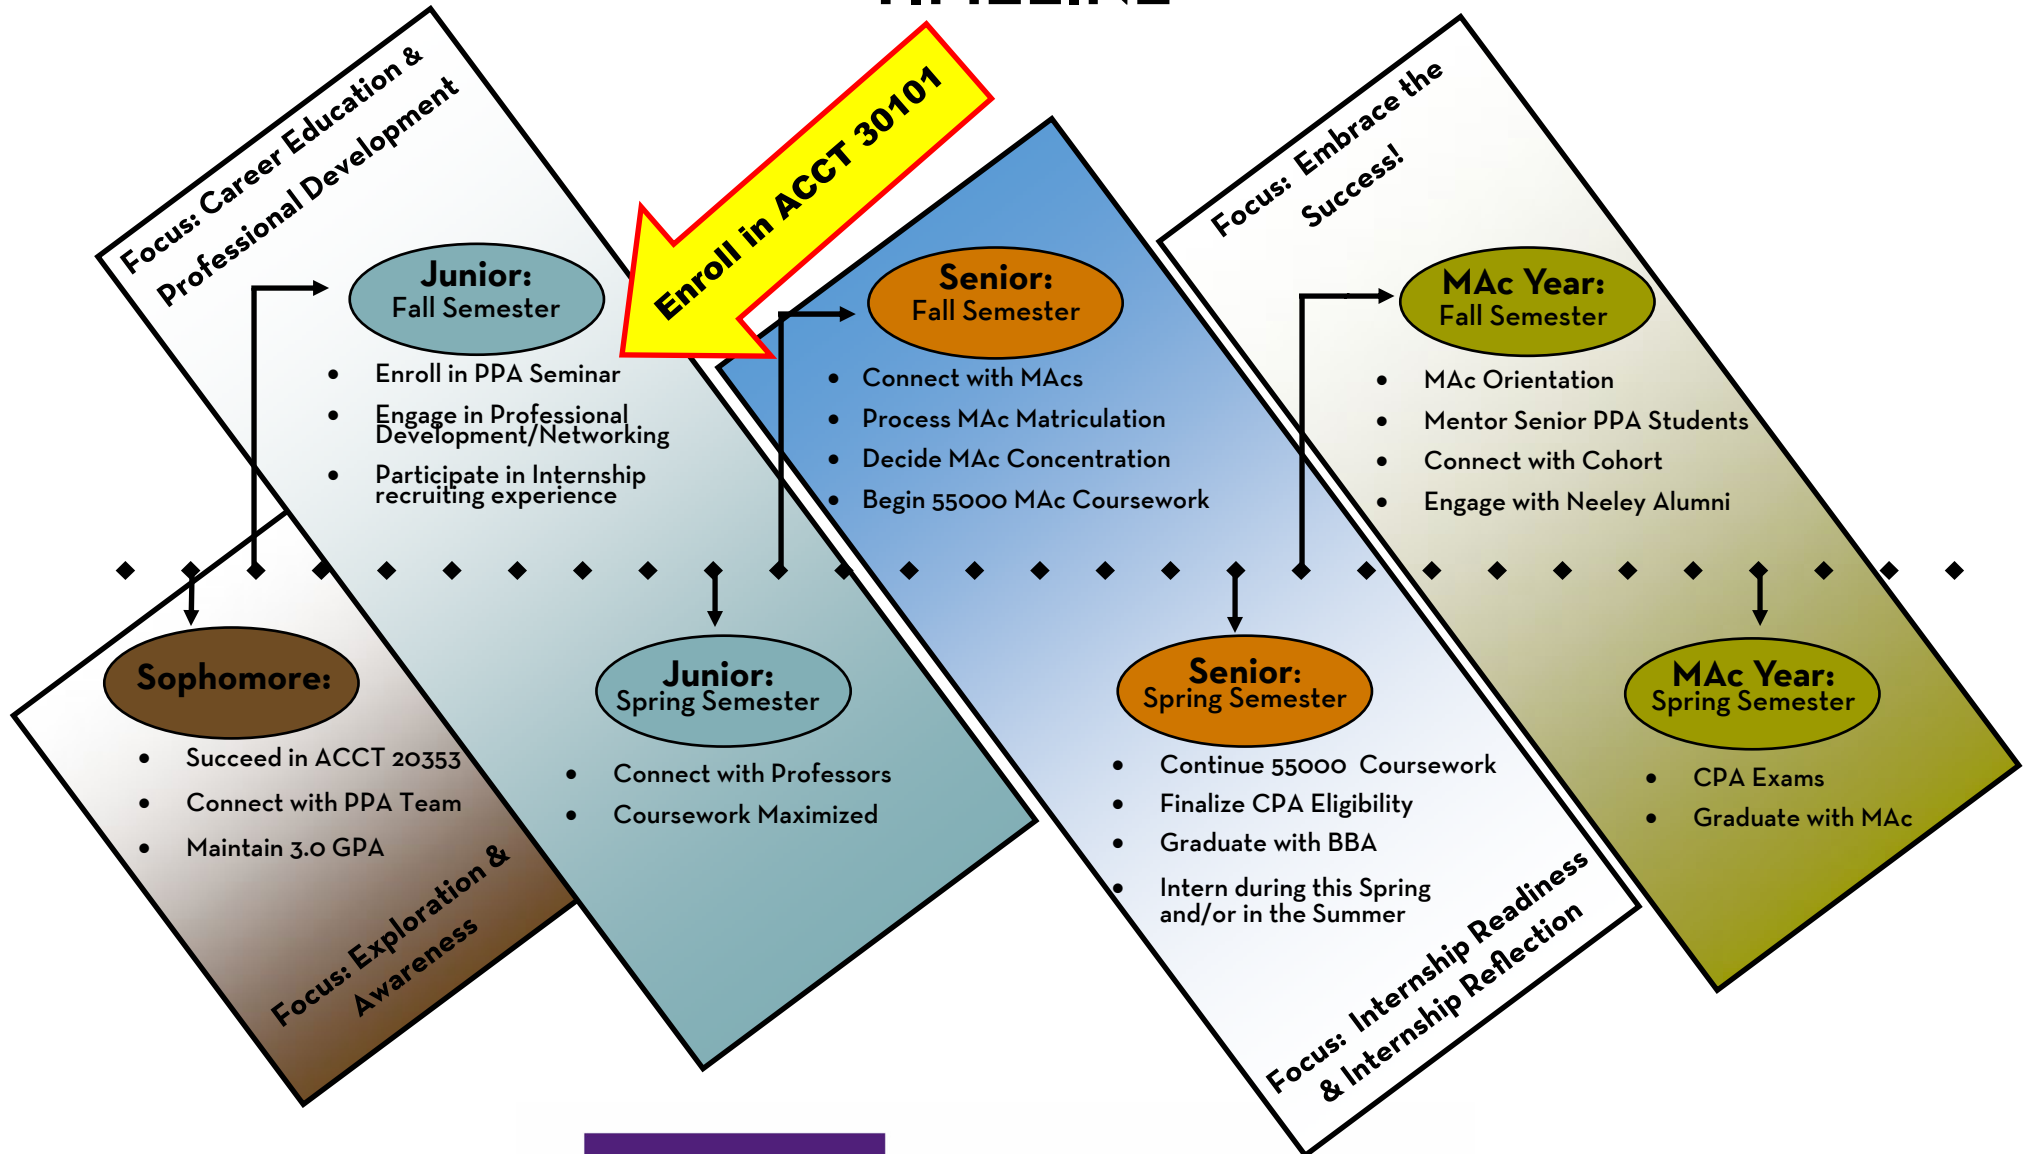 TIMELINE
Focus: Career Education &
Professional Development
Enroll in ACCT 30101
Focus: Embrace the
Success!
Junior:
Fall Semester
• Enroll in PPA Seminar
• Engage in Professional
Development/Networking
• Participate in Internship
recruiting experience
Senior:
Fall Semester
• Connect with MAcs
• Process MAc Matriculation
• Decide MAc Concentration
• Begin 55000 MAc Coursework
MAc Year:
Fall Semester
• MAc Orientation
• Mentor Senior PPA Students
• Connect with Cohort
• Engage with Neeley Alumni
Sophomore:
• Succeed in ACCT 20353
• Connect with PPA Team
• Maintain 3.0 GPA
Focus: Exploration &
Awareness
Junior:
Spring Semester
• Connect with Professors
• Coursework Maximized
Senior:
Spring Semester
• Continue 55000 Coursework
• Finalize CPA Eligibility
• Graduate with BBA
• Intern during this Spring
and/or in the Summer
Focus: Internship Readiness
& Internship Reflection
MAc Year:
Spring Semester
• CPA Exams
• Graduate with MAc